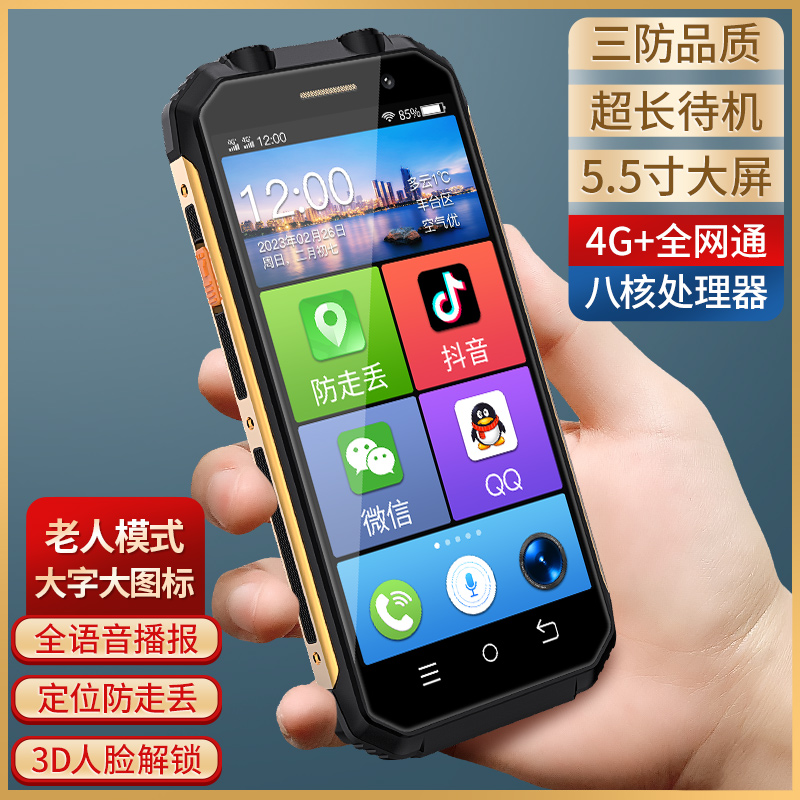 三防品质
超长待机
5.5寸大屏
4G+全网通
八核处理器
4G 4G 12:00
85%
12:00
多云1℃
丰台区
空气优
2023年02月26日
周日，二月初七
防走丢
抖音
微信
QQ
老人模式
大字大图标
全语音播报
定位防走丢
3D人脸解锁